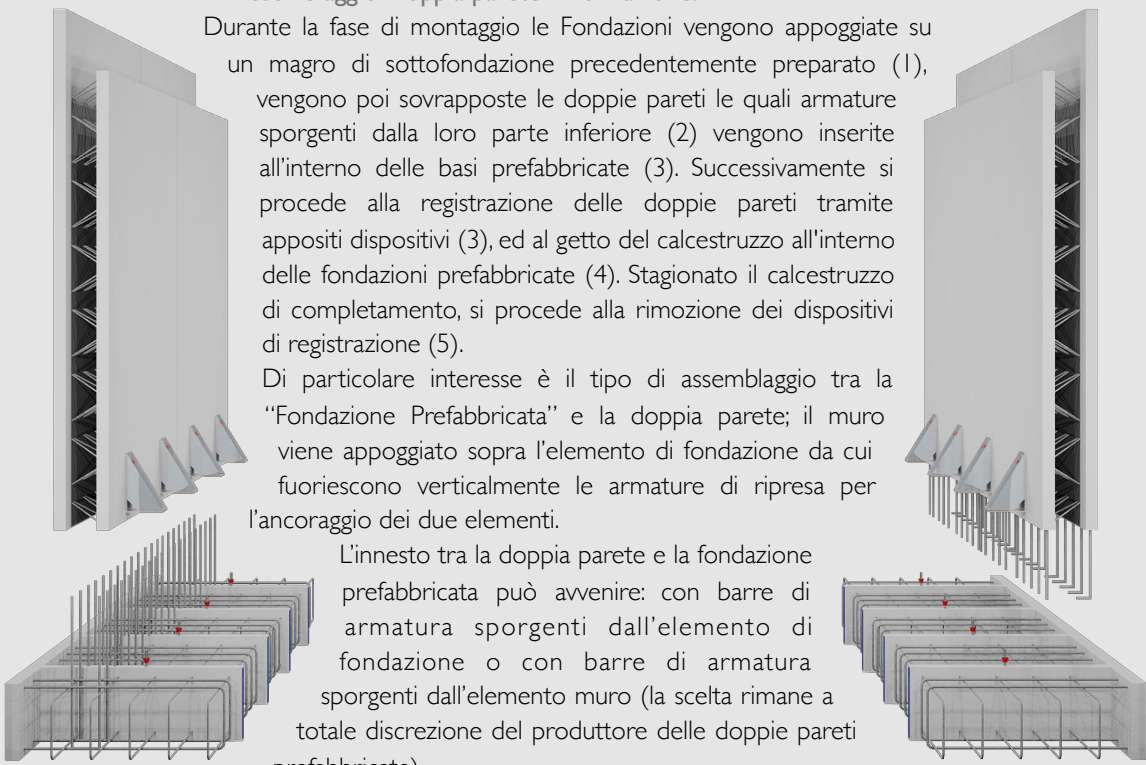 Durante la fase di montaggio le Fondazioni vengono appoggiate su
un magro di sottofondazione precedentemente preparato (1),
vengono poi sovrapposte le doppie pareti le quali armature
sporgenti dalla loro parte inferiore (2) vengono inserite
all’interno delle basi prefabbricate (3). Successivamente si
procede alla registrazione delle doppie pareti tramite
appositi dispositivi (3), ed al getto del calcestruzzo all'interno
delle fondazioni prefabbricate (4). Stagionato il calcestruzzo
di completamento, si procede alla rimozione dei dispositivi
di registrazione (5).
Di particolare interesse è il tipo di assemblaggio tra la
“Fondazione Prefabbricata” e la doppia parete; il muro
viene appoggiato sopra l’elemento di fondazione da cui
fuoriescono verticalmente le armature di ripresa per
l’ancoraggio dei due elementi.
L’innesto tra la doppia parete e la fondazione
prefabbricata può avvenire: con barre di
armatura sporgenti dall’elemento di
fondazione o con barre di armatura
sporgenti dall’elemento muro (la scelta rimane a
totale discrezione del produttore delle doppie pareti
prefabbricate)